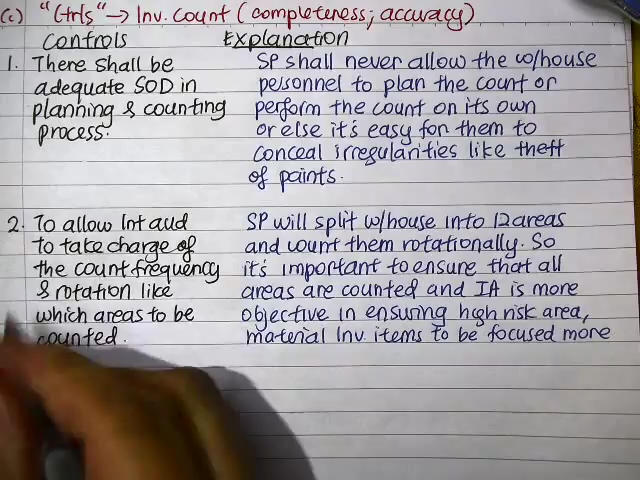 (c) "Ctrls" → Inv. Count (completeness; accuracy)
Controls Explanation
1. There shall be
adequate SOD in
planning & counting
process.
SP shall never allow the w/house
personnel to plan the count or
perform the count on its own
or else it's easy for them to
conceal irregularities like theft
of paints.
2. To allow Int aud
to take charge of
the count frequency
& rotation like
which areas to be
counted.
SP will split w/house into 12 areas
and count them rotationally. So
it's important to ensure that all
areas are counted and IA is more
objective in ensuring high risk area,
material Inv. items to be focused more